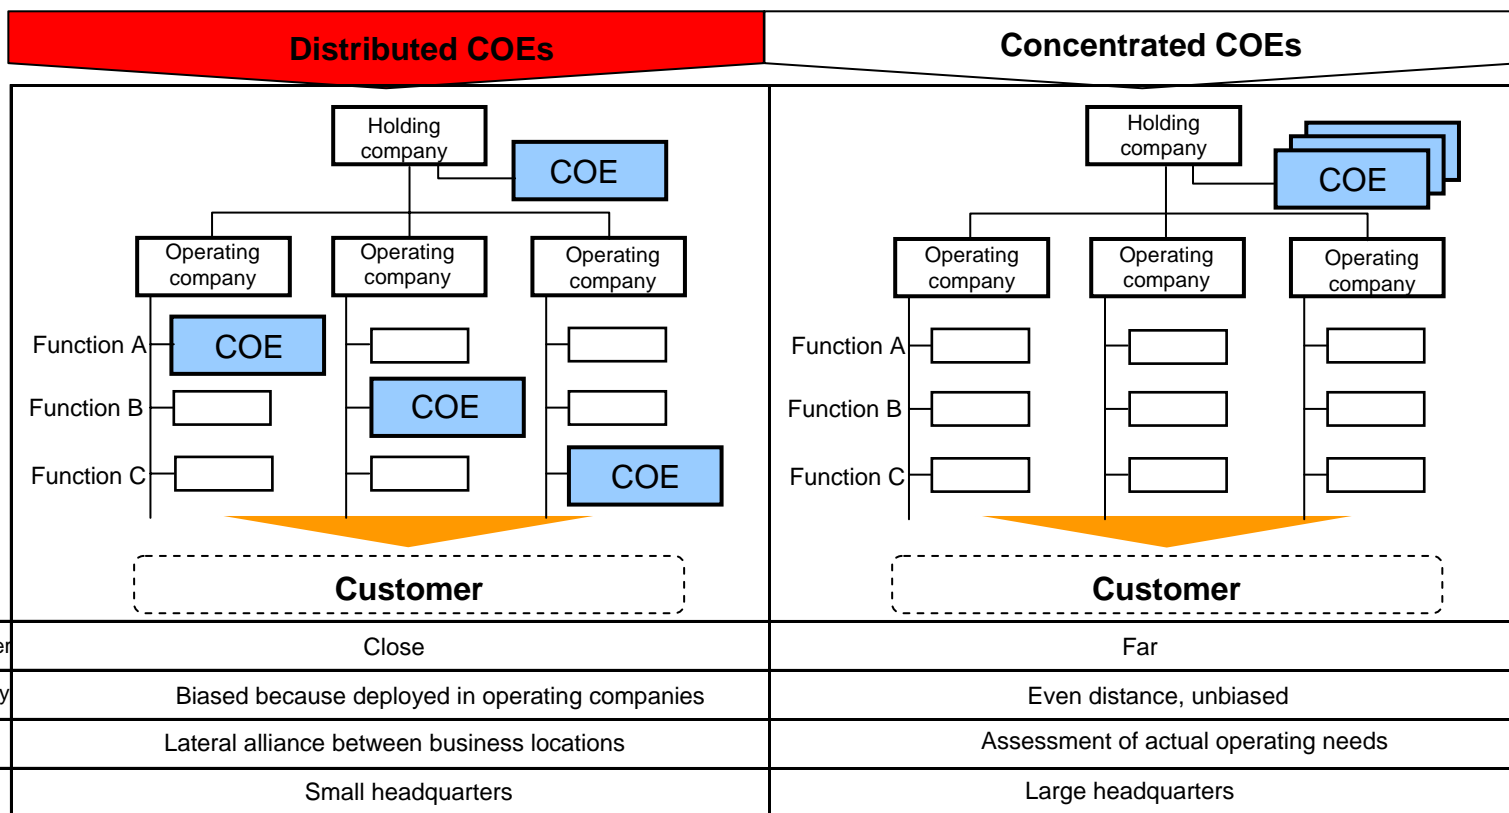 Distributed COEs
Concentrated COEs
Holding
company
COE
Operating
company
Operating
company
Operating
company
Function A
COE
Function B
COE
Function C
COE
Customer
Holding
company
COE
Operating
company
Operating
company
Operating
company
Function A
Function B
Function C
Customer
er
Close
Far
y
Biased because deployed in operating companies
Even distance, unbiased
Lateral alliance between business locations
Assessment of actual operating needs
Small headquarters
Large headquarters